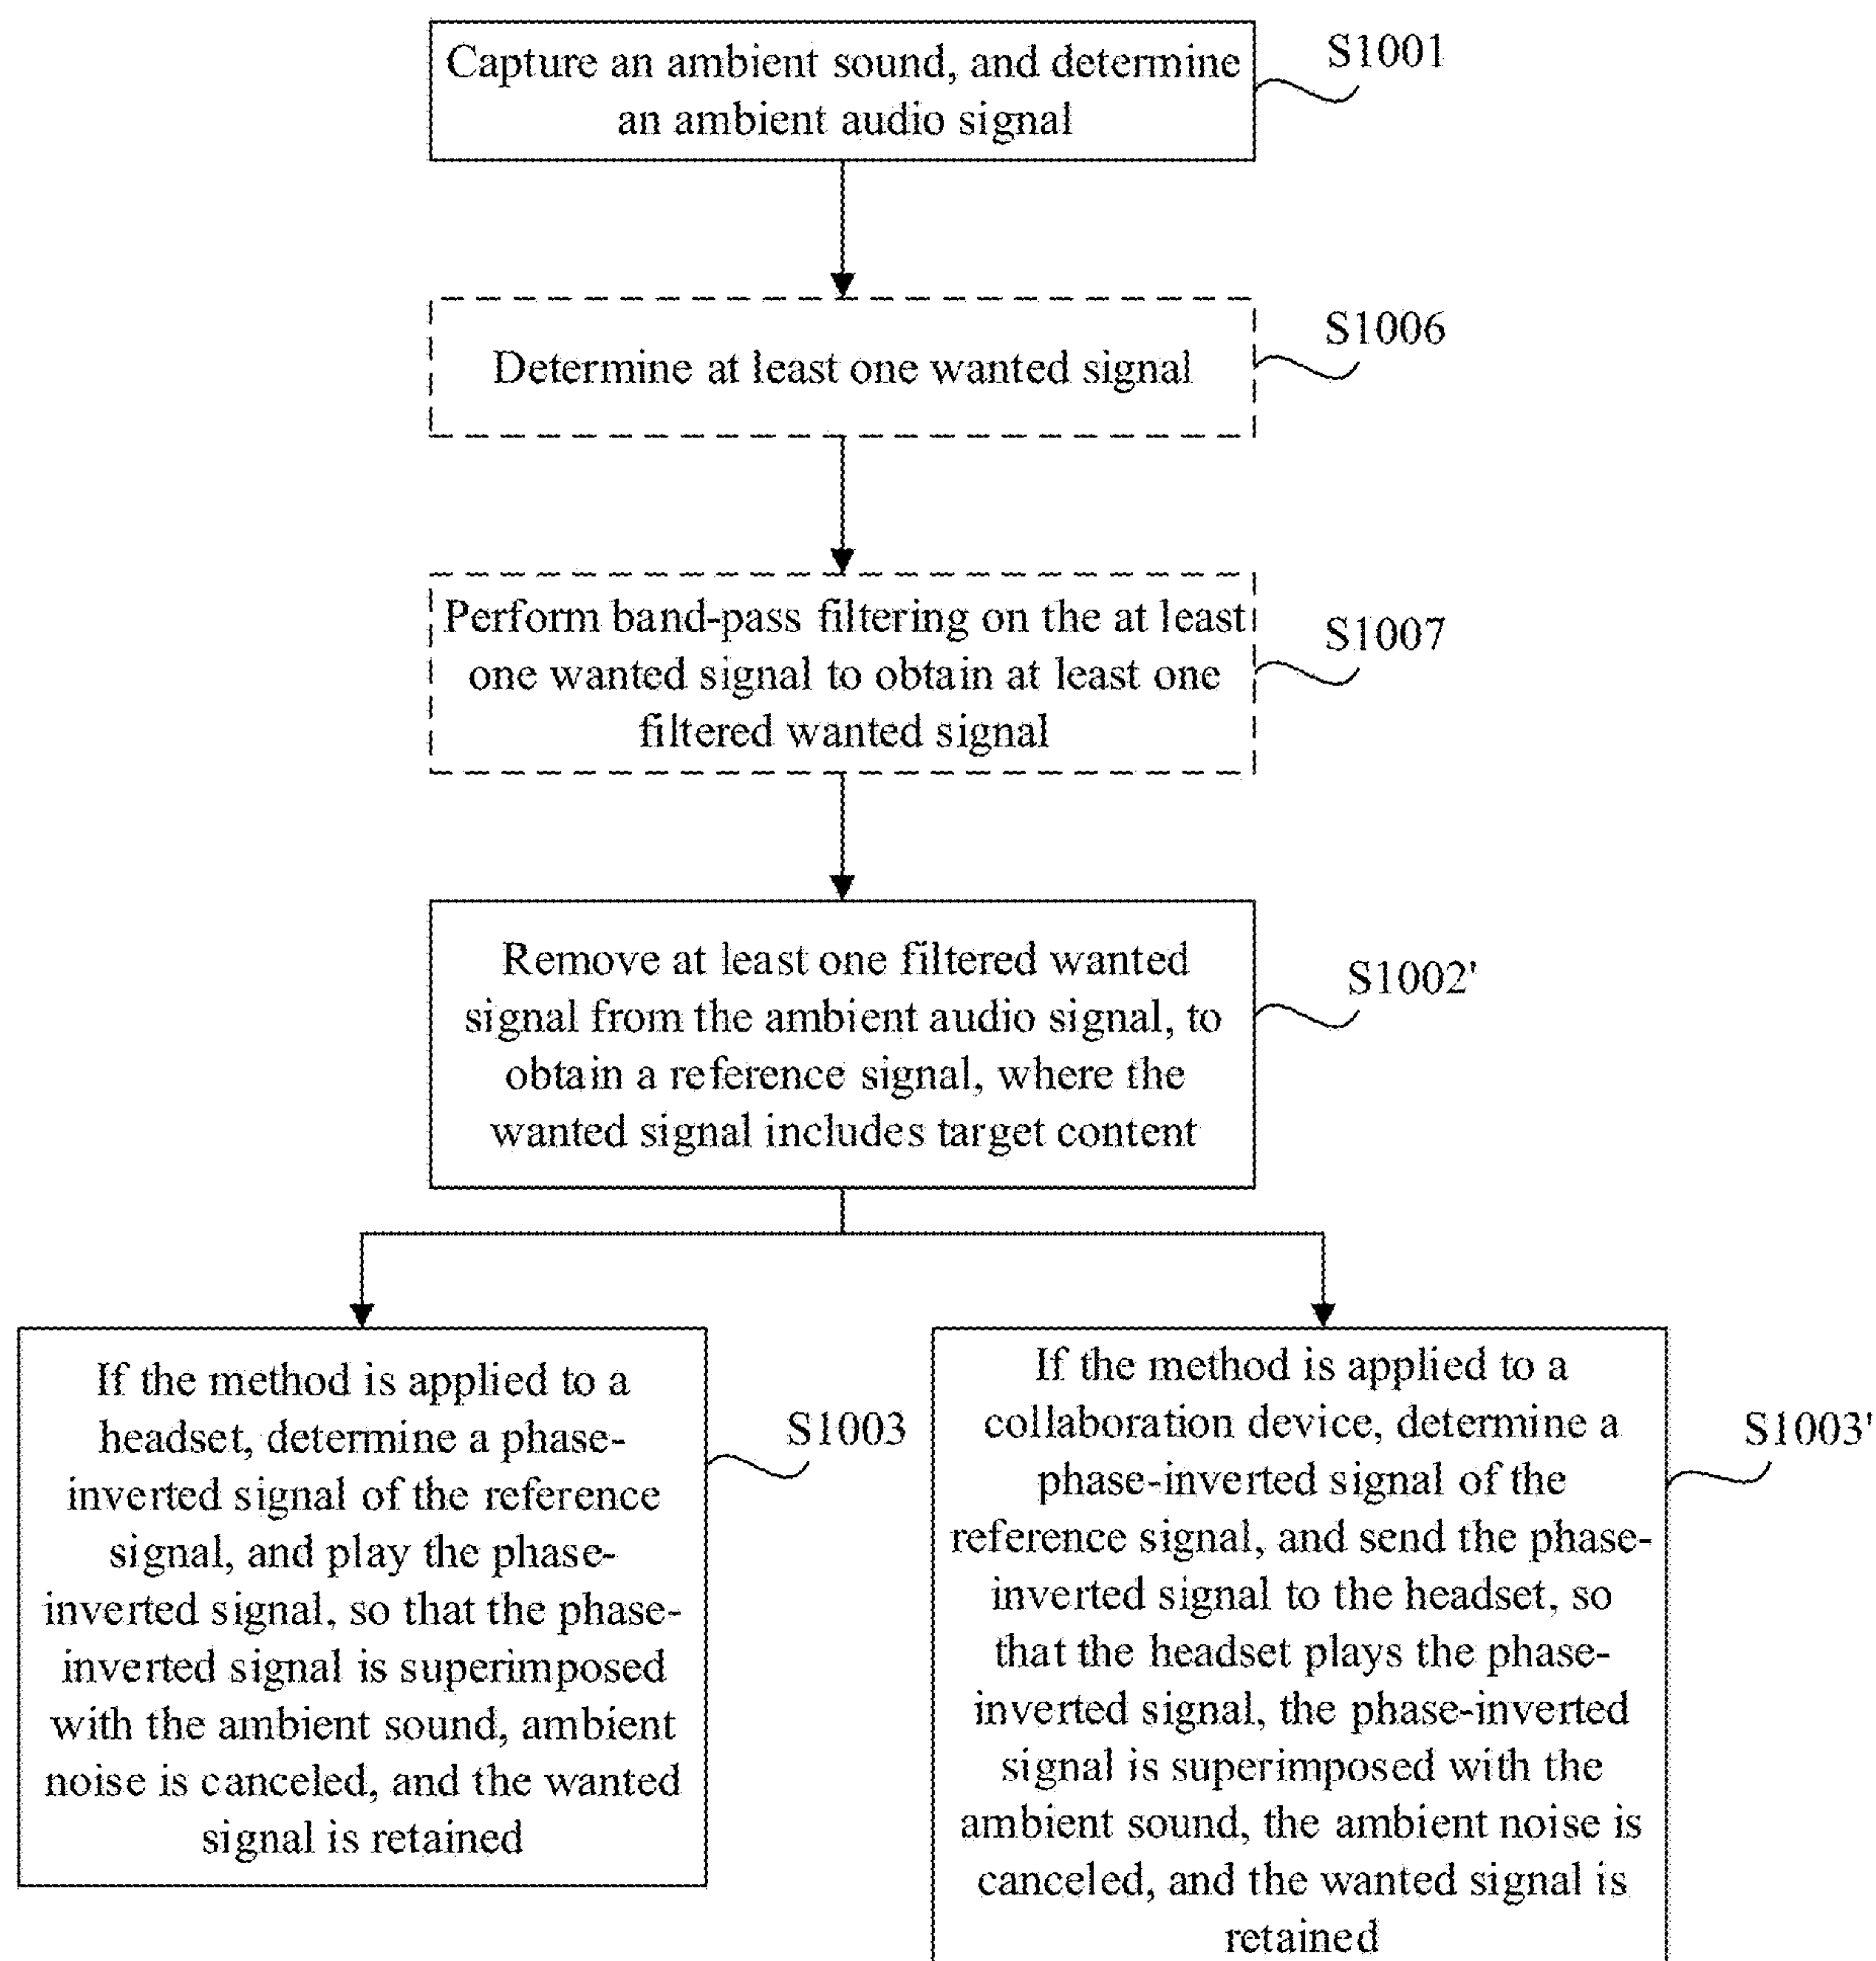 Capture an ambient sound, and determine
an ambient audio signal
S1001
Determine at least one wanted signal
S1006
Perform band-pass filtering on the at least
one wanted signal to obtain at least one
filtered wanted signal
S1007
Remove at least one filtered wanted
signal from the ambient audio signal, to
obtain a reference signal, where the
wanted signal includes target content
S1002'
If the method is applied to a
headset, determine a phase-
inverted signal of the reference
signal, and play the phase-
inverted signal, so that the phase-
inverted signal is superimposed
with the ambient sound, ambient
noise is canceled, and the wanted
signal is retained
S1003
If the method is applied to a
collaboration device, determine a
phase-inverted signal of the
reference signal, and send the phase-
inverted signal to the headset, so
that the headset plays the phase-
inverted signal, the phase-inverted
signal is superimposed with the
ambient sound, the ambient noise is
canceled, and the wanted signal is
retained
S1003'